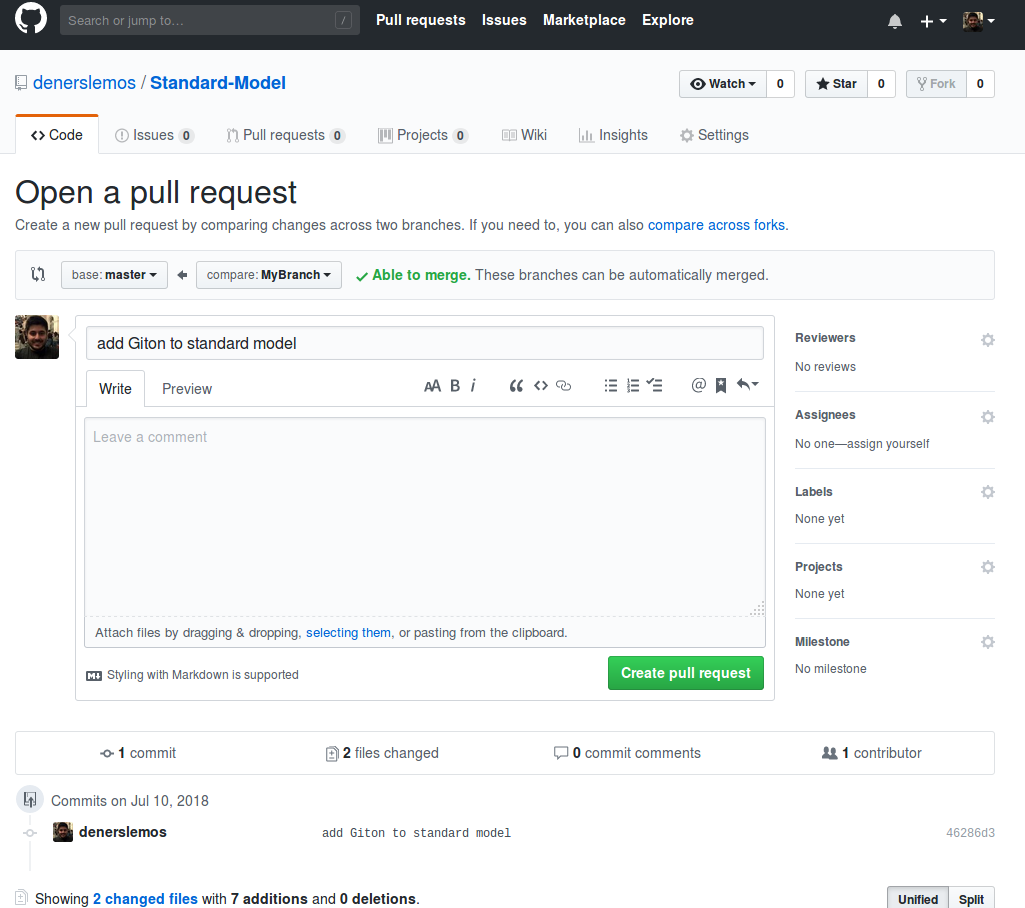 Search or jump to… / Pull requests Issues Marketplace Explore
denerslemos / Standard-Model Watch 0 Star 0 Fork 0
Code Issues 0 Pull requests 0 Projects 0 Wiki Insights Settings
Open a pull request
Create a new pull request by comparing changes across two branches. If you need to, you can also compare across forks.
base: master compare: MyBranch Able to merge. These branches can be automatically merged.
add Giton to standard model
Write Preview AA B i @
Leave a comment
Attach files by dragging & dropping, selecting them, or pasting from the clipboard.
Styling with Markdown is supported
Create pull request
Reviewers
No reviews
Assignees
No one—assign yourself
Labels
None yet
Projects
None yet
Milestone
No milestone
1 commit 2 files changed 0 commit comments 1 contributor
Commits on Jul 10, 2018
denerslemos add Giton to standard model 46286d3
Showing 2 changed files with 7 additions and 0 deletions. Unified Split